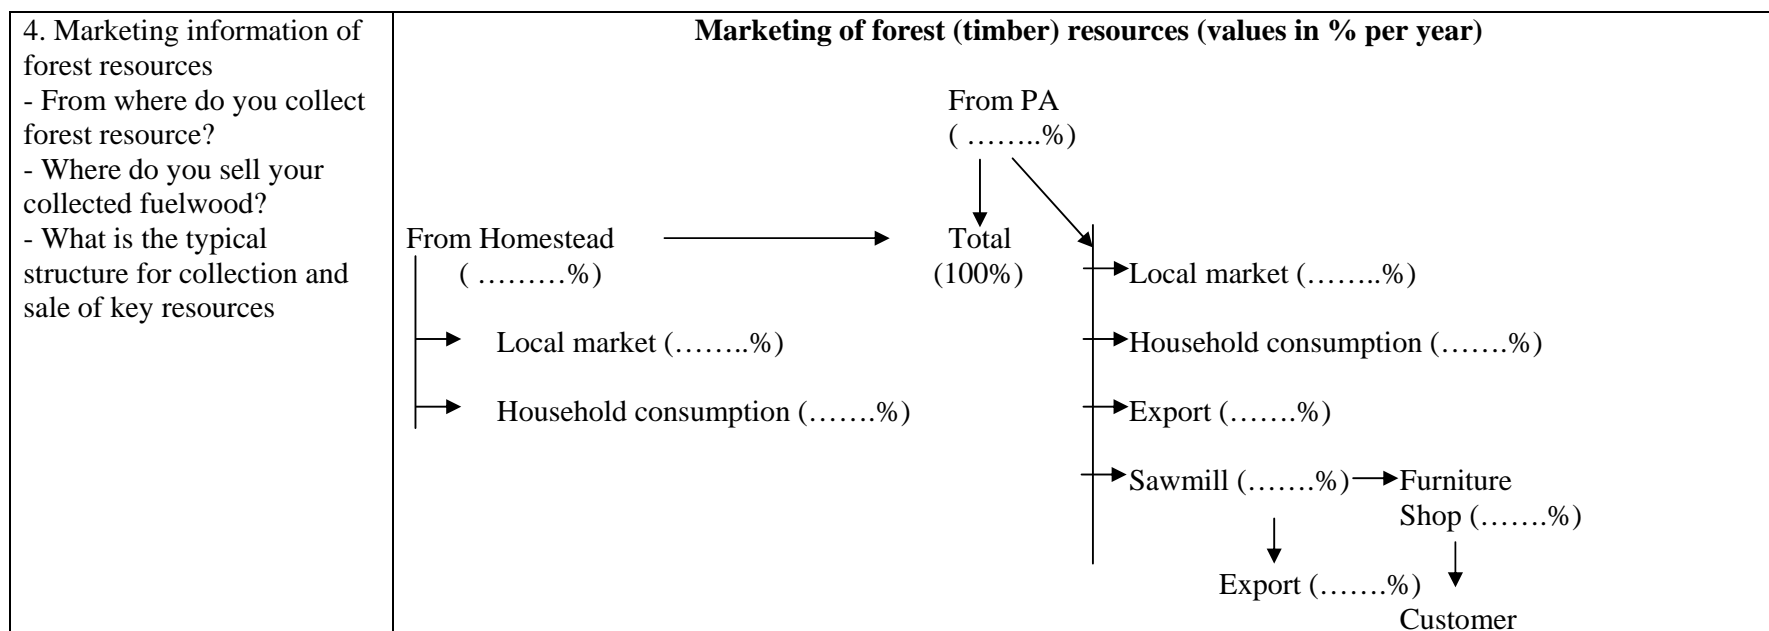 4. Marketing information of
forest resources
- From where do you collect
forest resource?
- Where do you sell your
collected fuelwood?
- What is the typical
structure for collection and
sale of key resources
Marketing of forest (timber) resources (values in % per year)
From PA
( ……..%)
From Homestead
( ………%)
Total
(100%)
Local market (……..%)
Household consumption (…….%)
Local market (……..%)
Household consumption (…….%)
Export (…….%)
Sawmill (…….%)
Furniture
Shop (…….%)
Export (…….%)
Customer